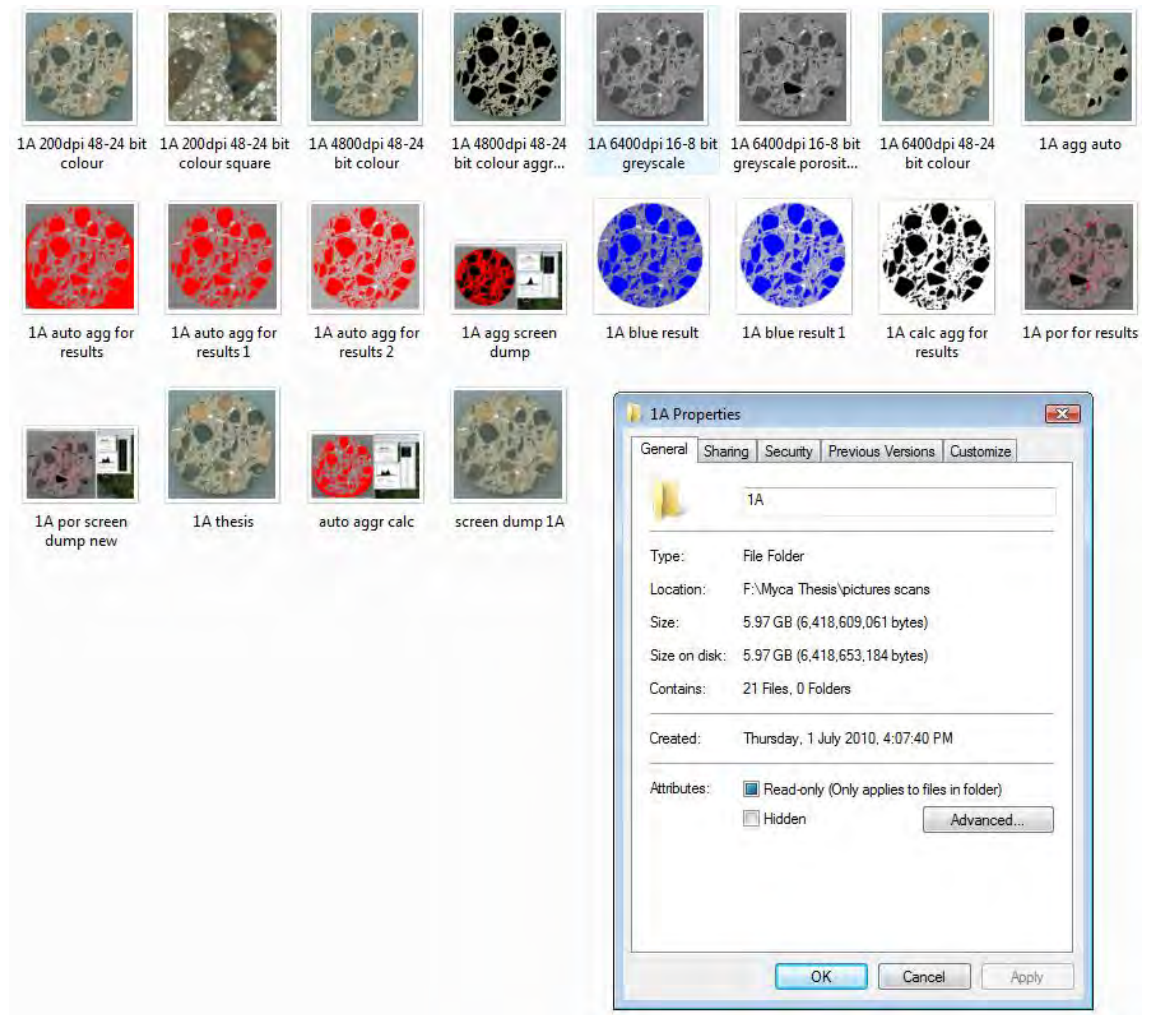 1A 200dpi 48-24 bit
colour
1A 200dpi 48-24 bit
colour square
1A 4800dpi 48-24
bit colour
1A 4800dpi 48-24
bit colour aggr...
1A 6400dpi 16-8 bit
greyscale
1A 6400dpi 16-8 bit
greyscale porosit...
1A 6400dpi 48-24
bit colour
1A agg auto
1A auto agg for
results
1A auto agg for
results 1
1A auto agg for
results 2
1A agg screen
dump
1A blue result
1A blue result 1
1A calc agg for
results
1A por for results
1A por screen
dump new
1A thesis
auto aggr calc
screen dump 1A
1A Properties
General Sharing Security Previous Versions Customize
1A
Type: File Folder
Location: F:\Myca Thesis\pictures scans
Size: 5.97 GB (6,418,609,061 bytes)
Size on disk: 5.97 GB (6,418,653,184 bytes)
Contains: 21 Files, 0 Folders
Created: Thursday, 1 July 2010, 4:07:40 PM
Attributes: Read-only (Only applies to files in folder)
Hidden Advanced...
OK Cancel Apply